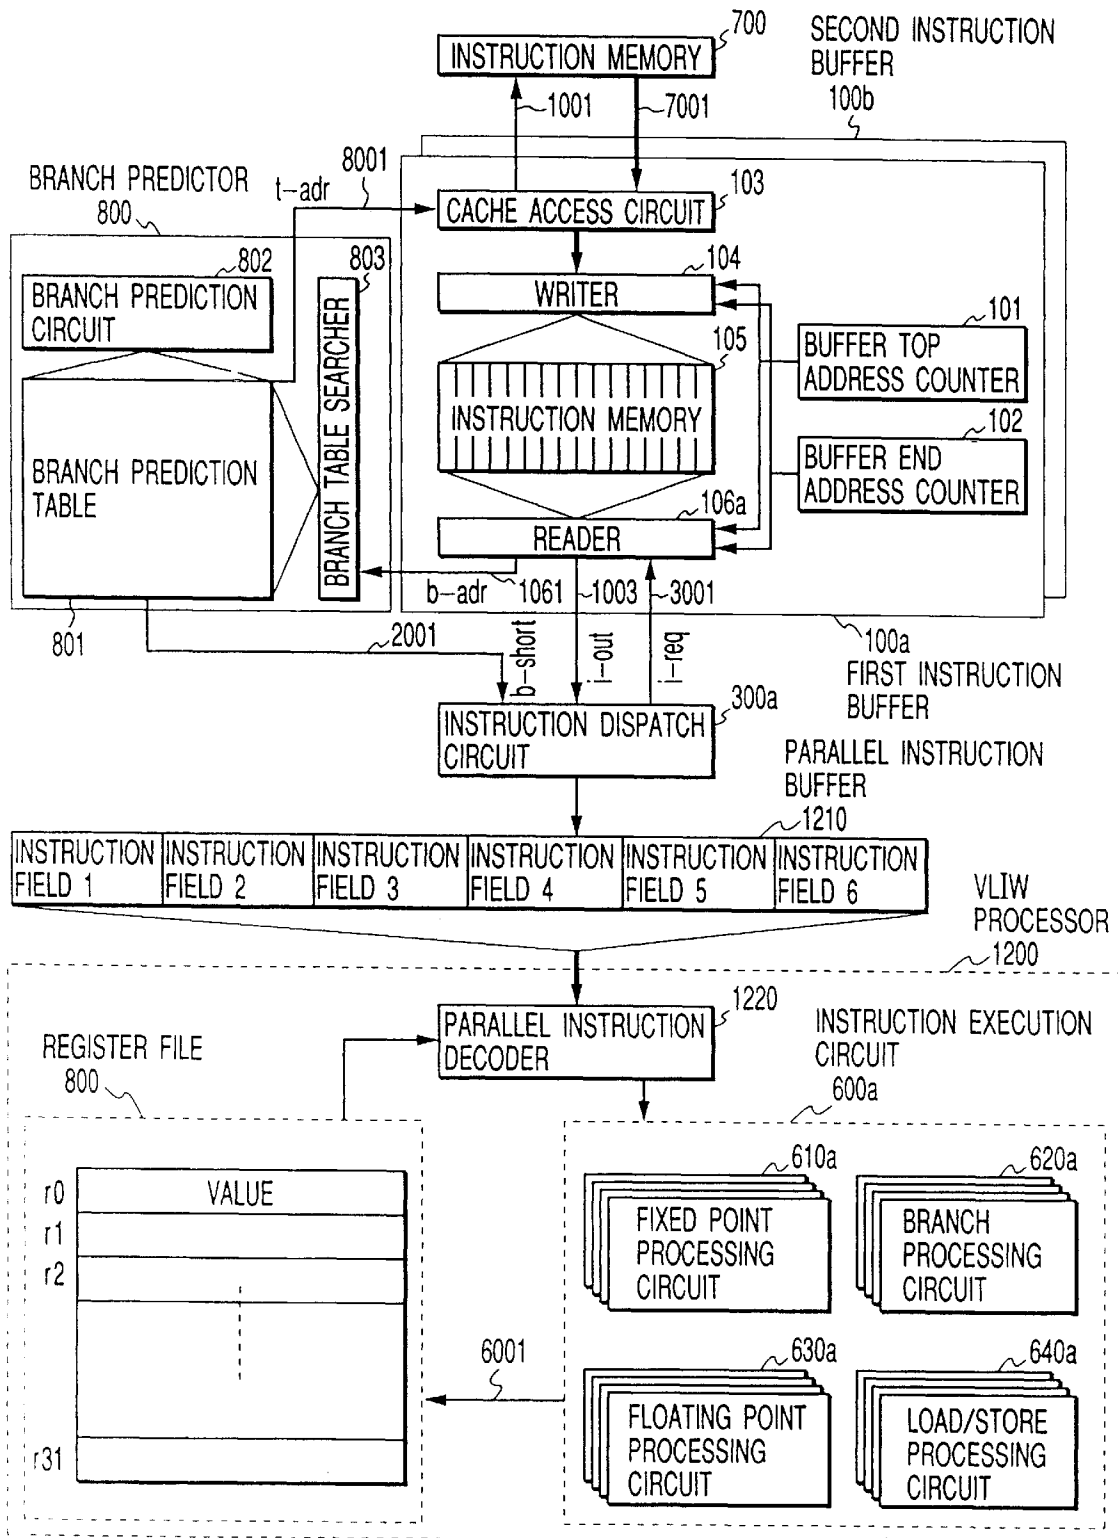 700
SECOND INSTRUCTION
BUFFER
100b
INSTRUCTION MEMORY
1001
7001
BRANCH PREDICTOR
800
t-adr
8001
103
CACHE ACCESS CIRCUIT
802
BRANCH PREDICTION
CIRCUIT
803
BRANCH TABLE SEARCHER
104
WRITER
101
BUFFER TOP
ADDRESS COUNTER
105
INSTRUCTION MEMORY
102
BUFFER END
ADDRESS COUNTER
BRANCH PREDICTION
TABLE
106a
READER
b-adr
1061
1003
3001
801
2001
b-short
i-out
i-req
100a
FIRST INSTRUCTION
BUFFER
300a
INSTRUCTION DISPATCH
CIRCUIT
PARALLEL INSTRUCTION
BUFFER
1210
INSTRUCTION
FIELD 1
INSTRUCTION
FIELD 2
INSTRUCTION
FIELD 3
INSTRUCTION
FIELD 4
INSTRUCTION
FIELD 5
INSTRUCTION
FIELD 6
VLIW
PROCESSOR
1200
1220
PARALLEL INSTRUCTION
DECODER
REGISTER FILE
800
INSTRUCTION EXECUTION
CIRCUIT
600a
r0
VALUE
r1
r2
r31
6001
610a
FIXED POINT
PROCESSING
CIRCUIT
620a
BRANCH
PROCESSING
CIRCUIT
630a
FLOATING POINT
PROCESSING
CIRCUIT
640a
LOAD/STORE
PROCESSING
CIRCUIT